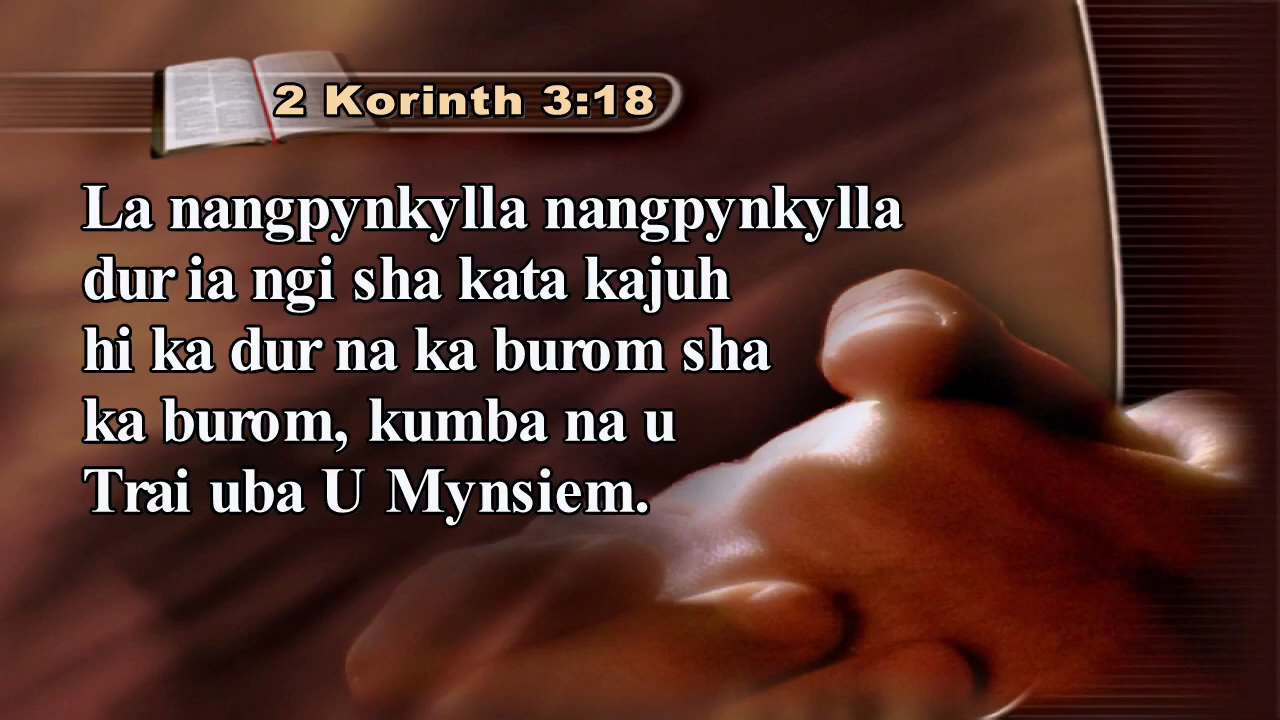 2 Korinth 3:18
La nangpynkylla nangpynkylla
dur ia ngi sha kata kajuh
hi ka dur na ka burom sha
ka burom, kumba na u
Trai uba U Mynsiem.